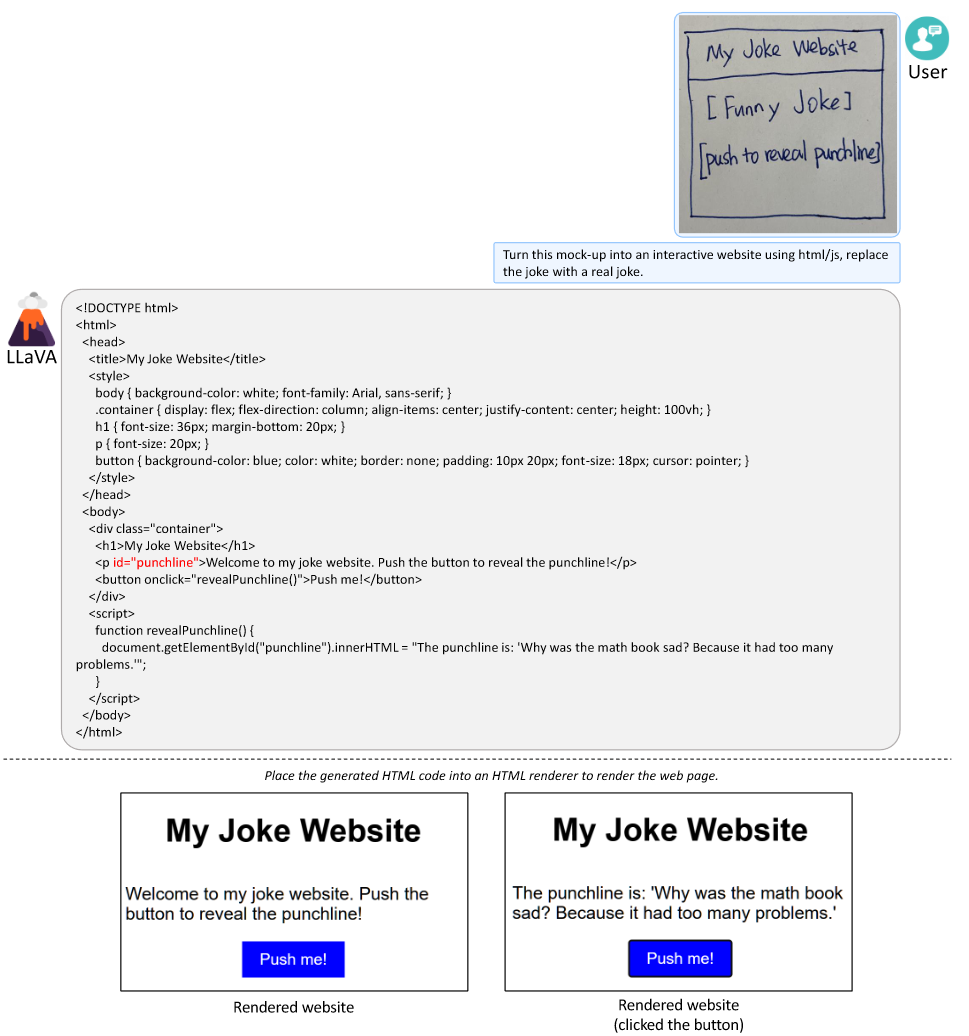 My Joke Website
[Funny Joke]
[push to reveal punchline]
User
Turn this mock-up into an interactive website using html/js, replace
the joke with a real joke.
LLaVA
<!DOCTYPE html>
<html>
<head>
<title>My Joke Website</title>
<style>
body { background-color: white; font-family: Arial, sans-serif; }
.container { display: flex; flex-direction: column; align-items: center; justify-content: center; height: 100vh; }
h1 { font-size: 36px; margin-bottom: 20px; }
p { font-size: 20px; }
button { background-color: blue; color: white; border: none; padding: 10px 20px; font-size: 18px; cursor: pointer; }
</style>
</head>
<body>
<div class="container">
<h1>My Joke Website</h1>
<p id="punchline">Welcome to my joke website. Push the button to reveal the punchline!</p>
<button onclick="revealPunchline()">Push me!</button>
</div>
<script>
function revealPunchline() {
document.getElementById("punchline").innerHTML = "The punchline is: 'Why was the math book sad? Because it had too many
problems.'";
}
</script>
</body>
</html>
Place the generated HTML code into an HTML renderer to render the web page.
My Joke Website
Welcome to my joke website. Push the
button to reveal the punchline!
Push me!
Rendered website
My Joke Website
The punchline is: 'Why was the math book
sad? Because it had too many problems.'
Push me!
Rendered website
(clicked the button)